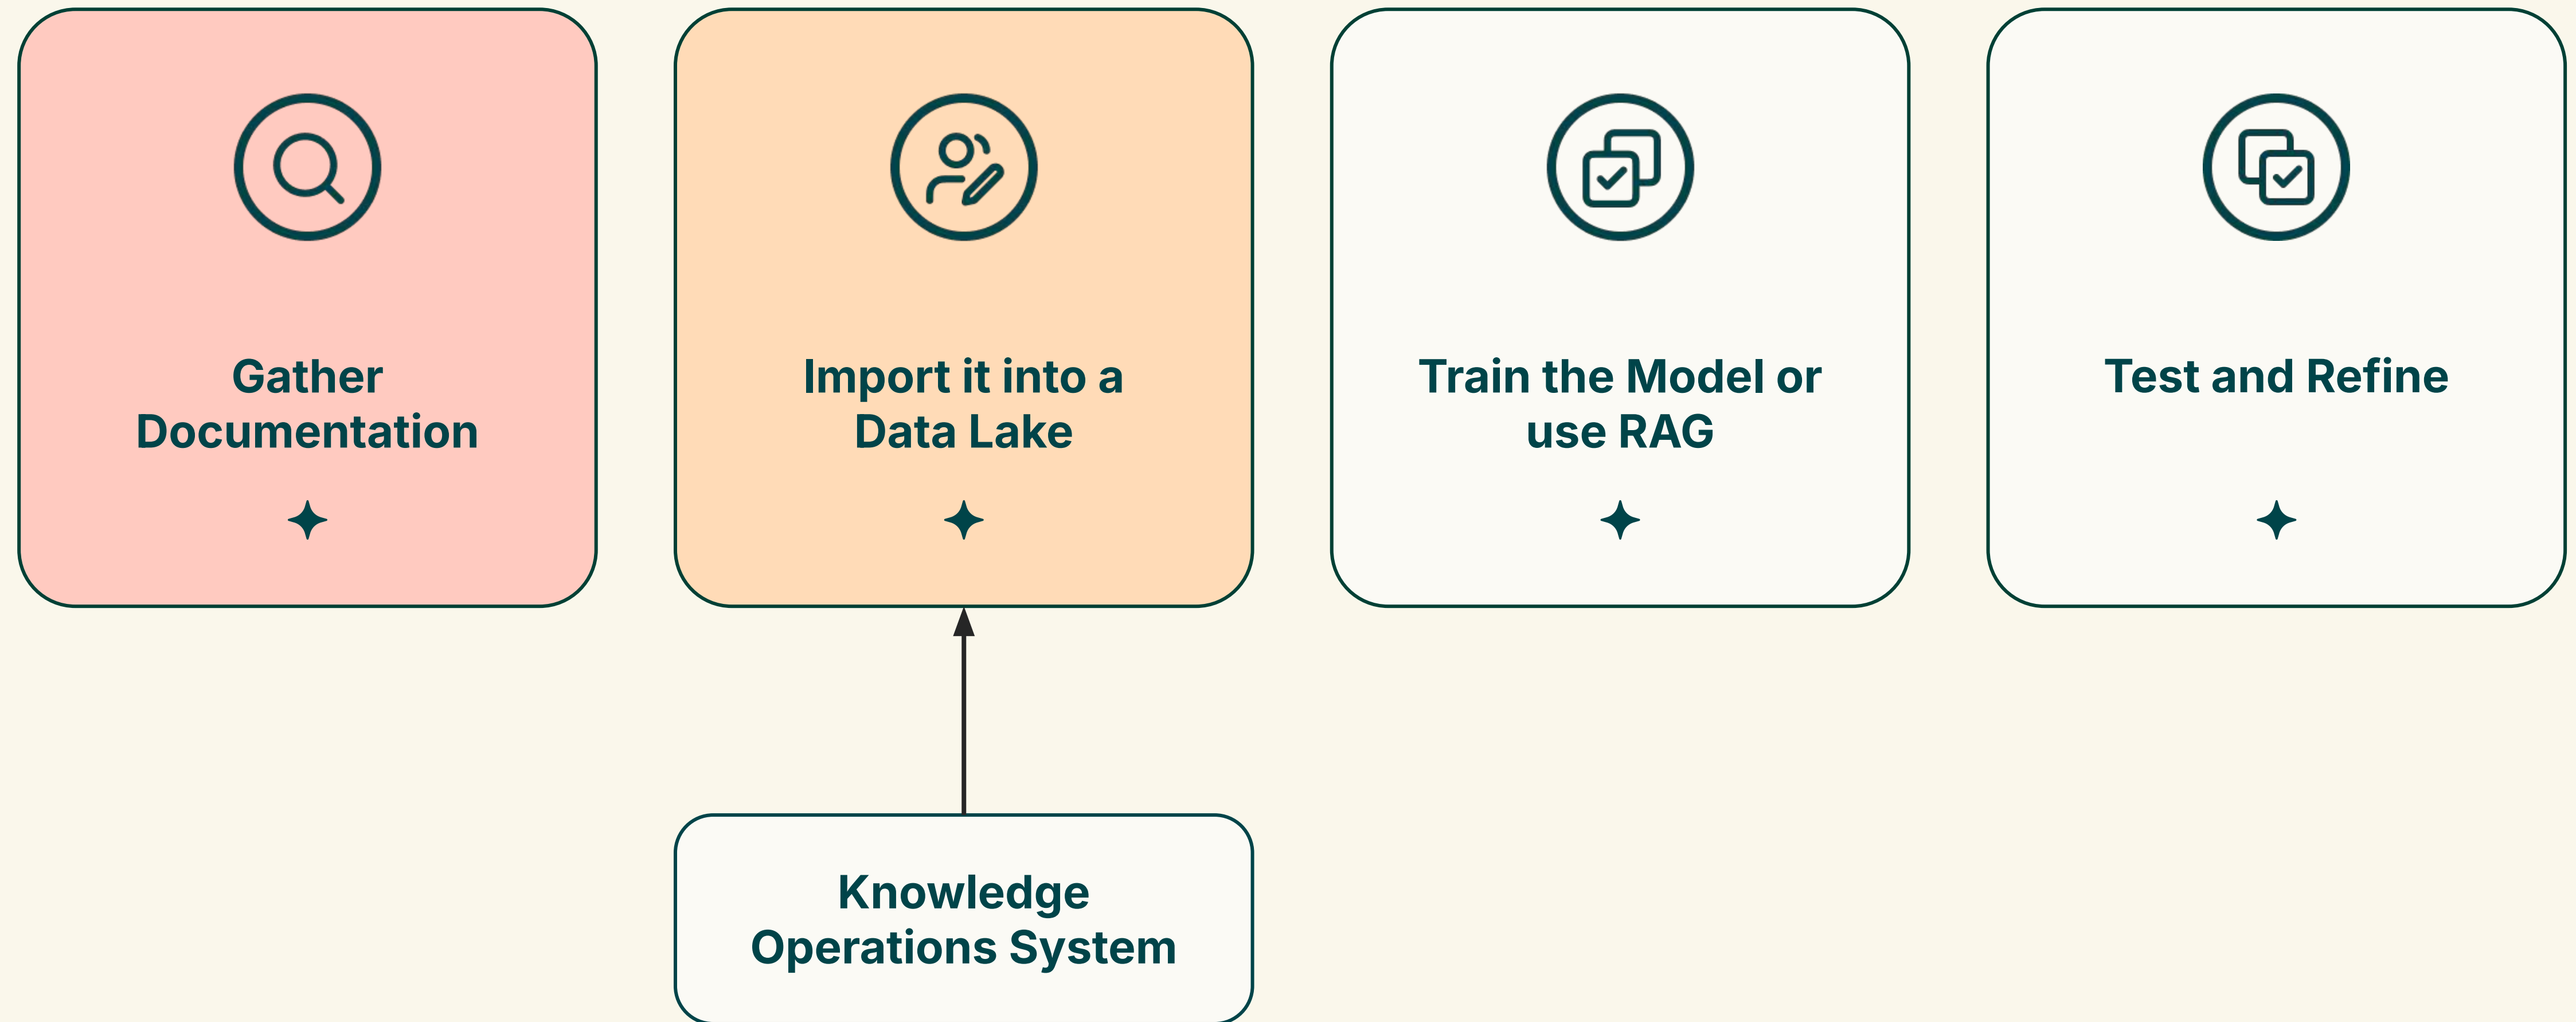 Gather
Documentation
Import it into a
Data Lake
Train the Model or
use RAG
Test and Refine
Knowledge
Operations System